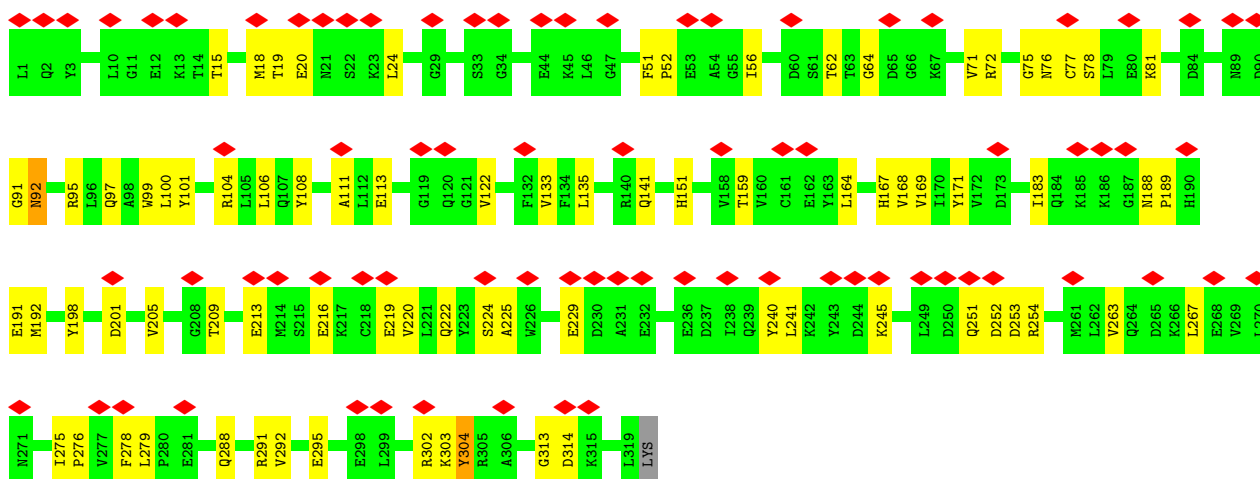 L1 Q2 Y3 L10 G11 E12 K13 T14 T15 M18 T19 E20 N21 S22 K23 L24 G29 S33 G34 E44 K45 L46 G47 F51 P52 E53 A54 G55 I56 D60 S61 T62 T63 G64 D65 G66 K67 V71 R72 G75 N76 C77 S78 L79 E80 K81 D84 N89 D90
G91 N92 R95 L96 Q97 A98 W99 L100 Y101 R104 L105 L106 Q107 Y108 A111 L112 E113 G119 Q120 G121 V122 F132 V133 F134 L135 R140 Q141 H151 V158 T159 V160 C161 E162 Y163 L164 H167 V168 V169 I170 Y171 V172 D173 I183 Q184 K185 K186 G187 N188 P189 H190
E191 M192 Y198 D201 V205 G208 T209 E213 M214 S215 E216 K217 C218 E219 V220 L221 Q222 Y223 S224 A225 W226 E229 D230 A231 E232 E236 D237 I238 Q239 Y240 L241 K242 Y243 D244 K245 L249 D250 Q251 D252 D253 R254 M261 L262 V263 Q264 D265 K266 L267 E268 V269
N271 I275 P276 V277 F278 L279 P280 E281 Q288 R291 V292 E295 E298 L299 R302 K303 Y304 R305 A306 G313 D314 K315 L319 LYS